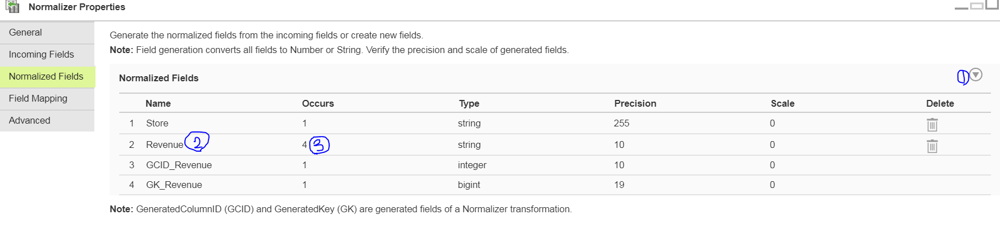 Normalizer Properties
General
Incoming Fields
Normalized Fields
Field Mapping
Advanced
Generate the normalized fields from the incoming fields or create new fields.
Note: Field generation converts all fields to Number or String. Verify the precision and scale of generated fields.
Normalized Fields
1
Name Occurs Type Precision Scale Delete
1 Store 1 string 255 0
2 Revenue 2 4 3 string 10 0
3 GCID_Revenue 1 integer 10 0
4 GK_Revenue 1 bigint 19 0
Note: GeneratedColumnID (GCID) and GeneratedKey (GK) are generated fields of a Normalizer transformation.